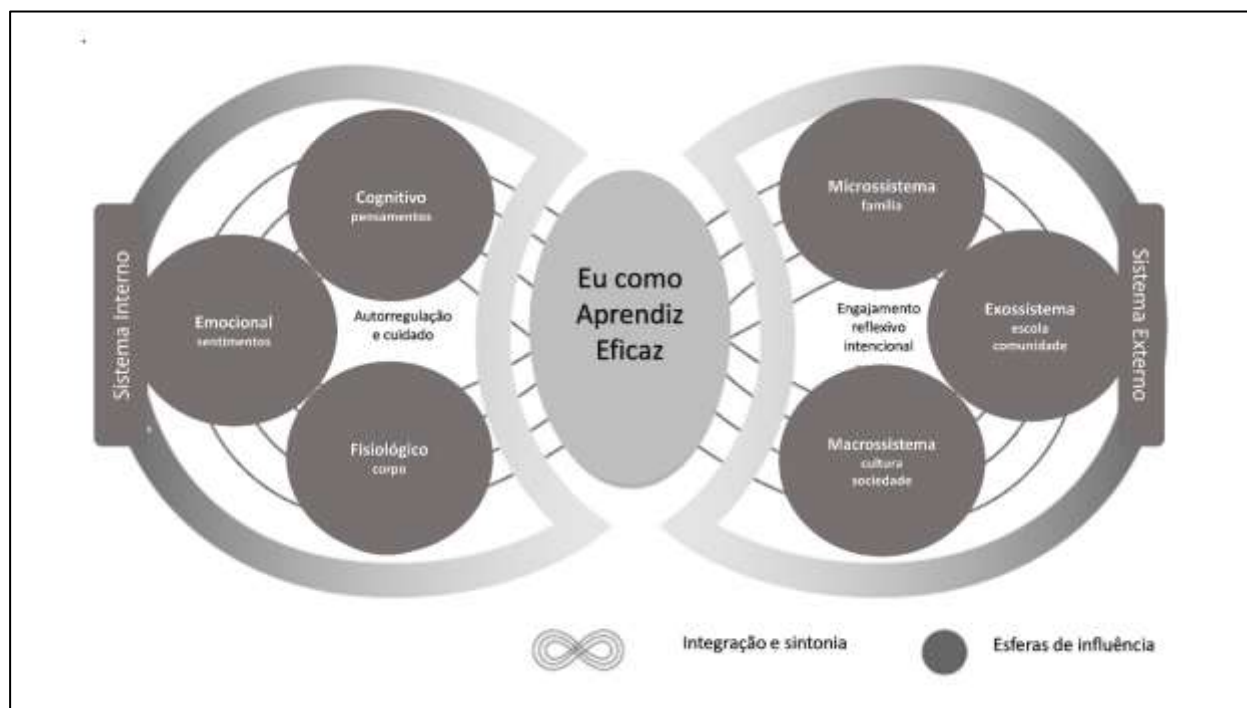 Sistema Interno
Cognitivo
pensamentos
Emocional
sentimentos
Autorregulação
e cuidado
Fisiológico
corpo
Eu como
Aprendiz
Eficaz
Microssistema
família
Engajamento
reflexivo
intencional
Exossistema
escola
comunidade
Macrossistema
cultura
sociedade
Sistema Externo
Integração e sintonia
Esferas de influência